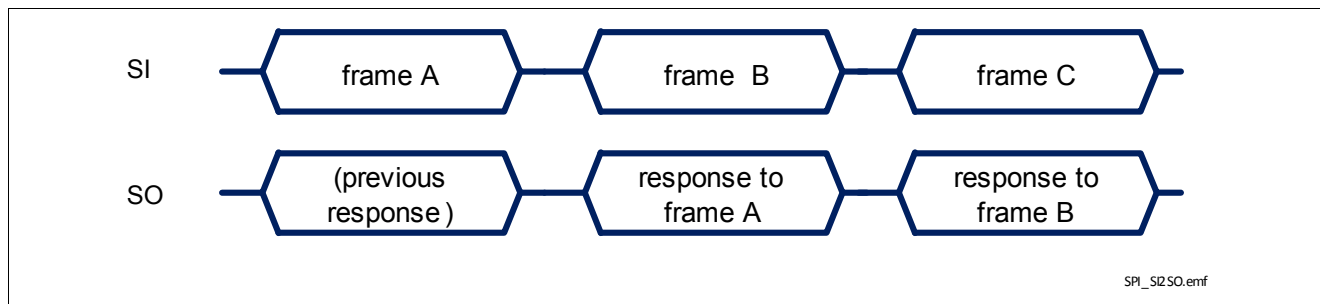 SI
frame A
frame B
frame C
SO
(previous
response)
response to
frame A
response to
frame B
SPI_SI2SO.emf